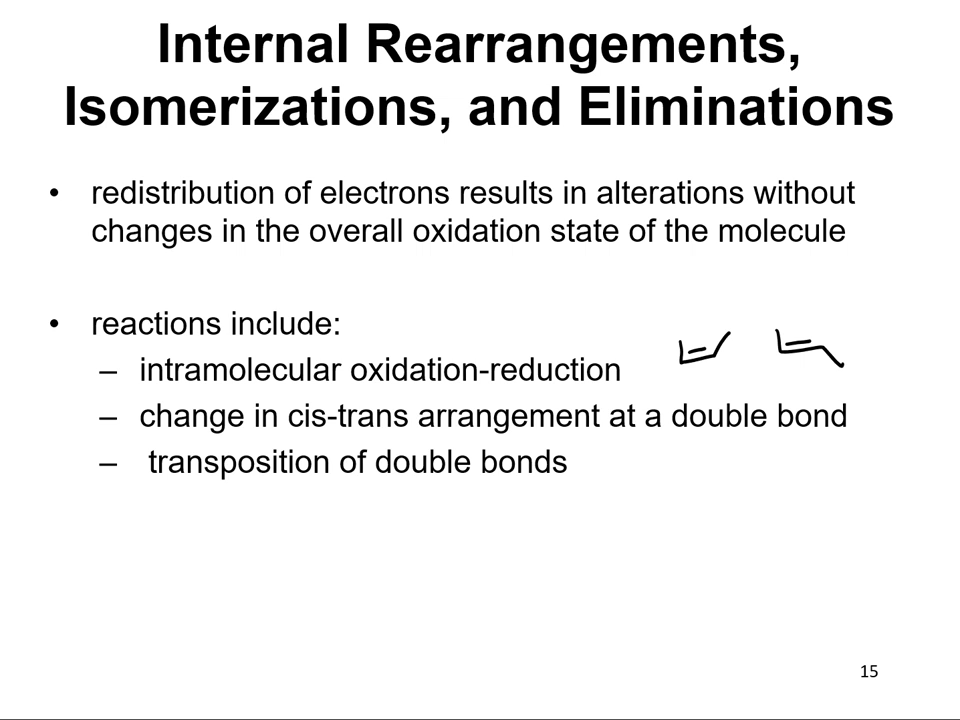 Internal Rearrangements,
Isomerizations, and Eliminations
• redistribution of electrons results in alterations without
changes in the overall oxidation state of the molecule
• reactions include:
– intramolecular oxidation-reduction
– change in cis-trans arrangement at a double bond
– transposition of double bonds
15